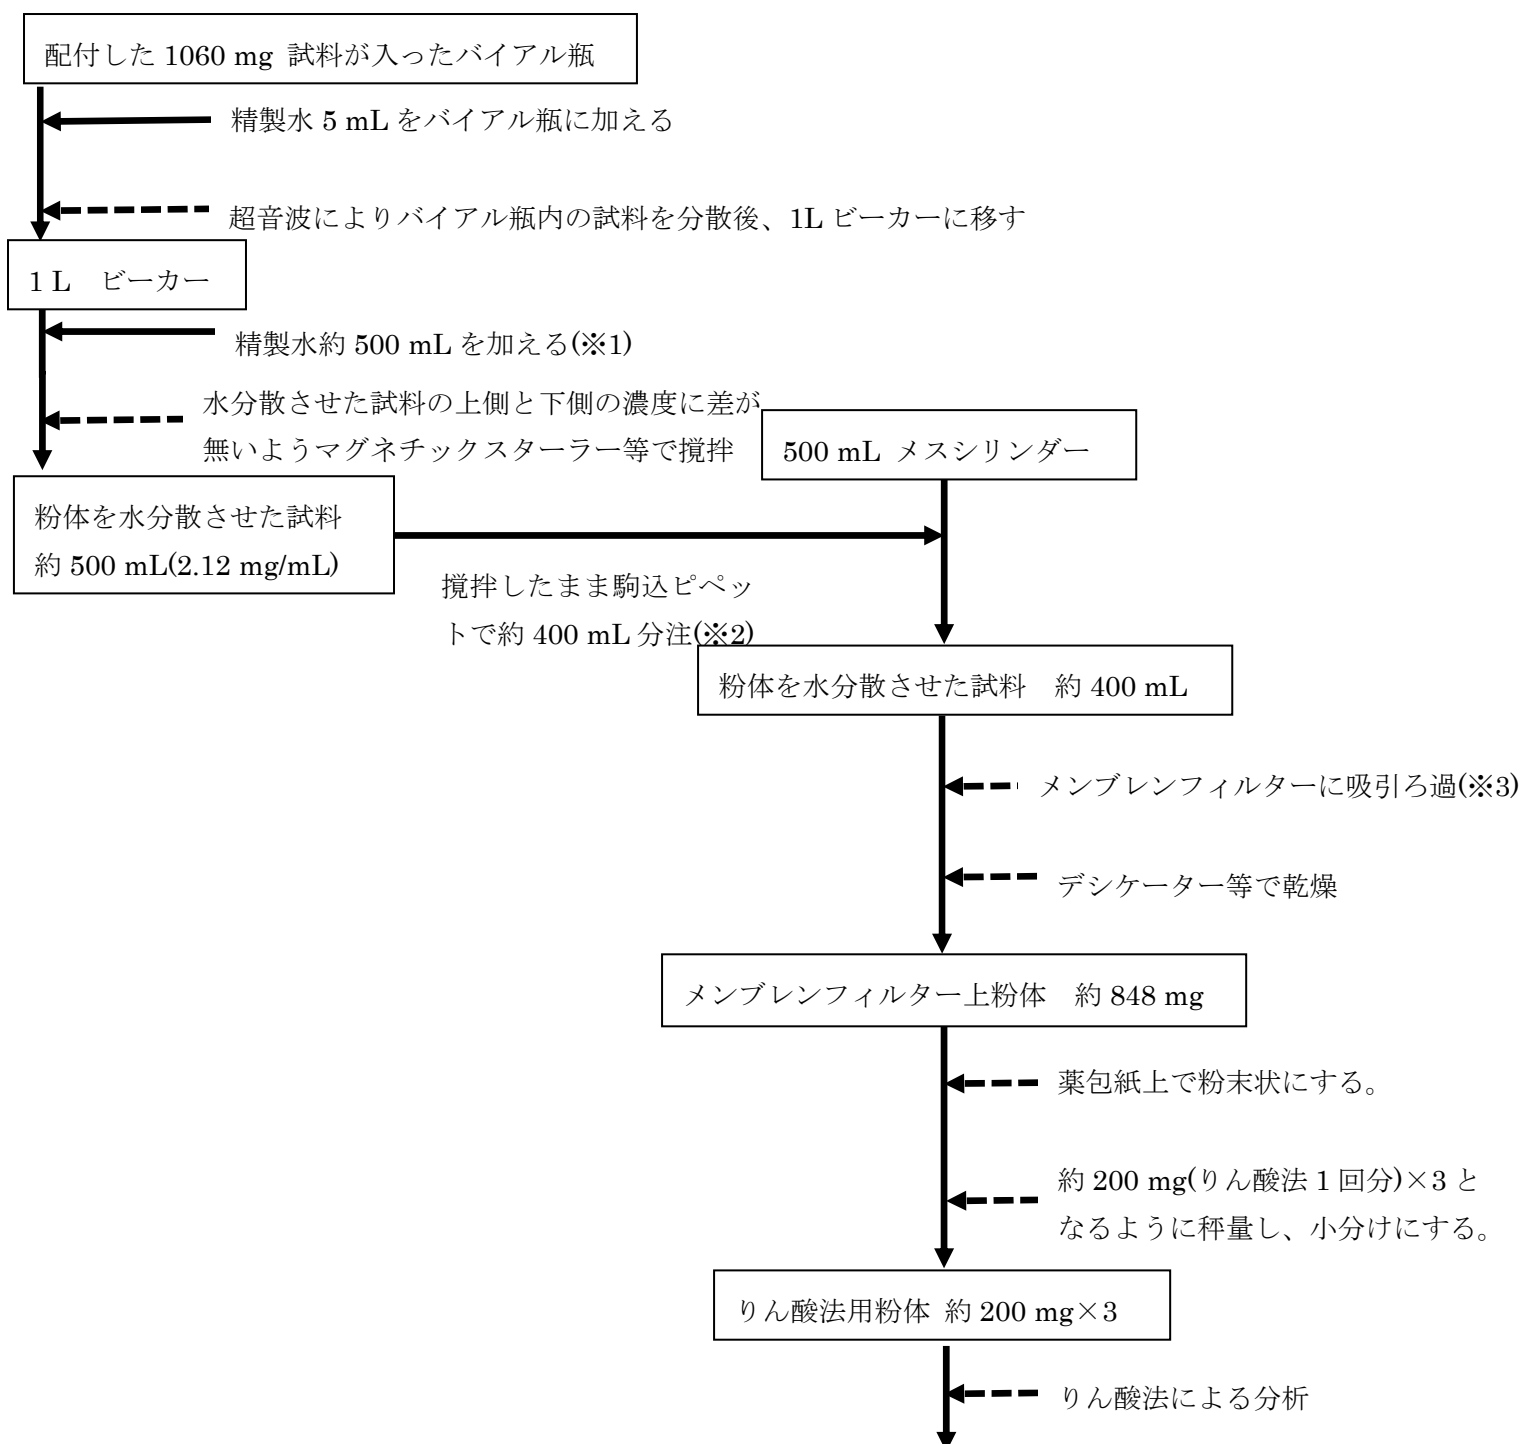 配付した 1060 mg 試料が入ったバイアル瓶
精製水 5 mL をバイアル瓶に加える
超音波によりバイアル瓶内の試料を分散後、1L ビーカーに移す
1 L　ビーカー
精製水約 500 mL を加える(※1)
水分散させた試料の上側と下側の濃度に差が
無いようマグネチックスターラー等で撹拌
500 mL メスシリンダー
粉体を水分散させた試料
約 500 mL(2.12 mg/mL)
撹拌したまま駒込ピペッ
トで約 400 mL 分注(※2)
粉体を水分散させた試料　約 400 mL
メンブレンフィルターに吸引ろ過(※3)
デシケーター等で乾燥
メンブレンフィルター上粉体　約 848 mg
薬包紙上で粉末状にする。
約 200 mg(りん酸法 1 回分)×3 と
なるように秤量し、小分けにする。
りん酸法用粉体 約 200 mg×3
りん酸法による分析